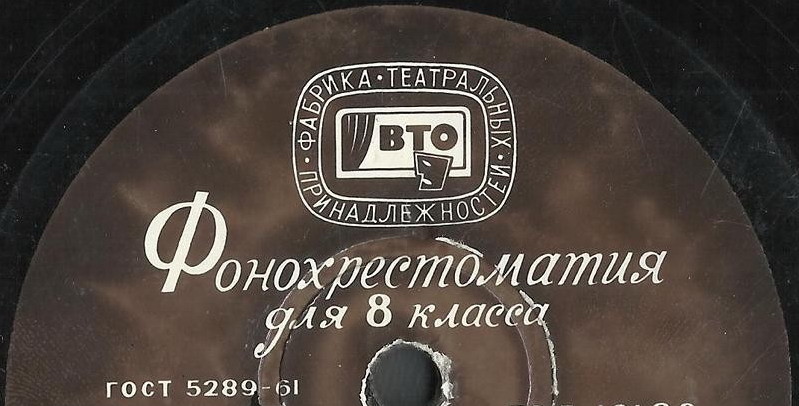 ФАБРИКА · ТЕАТРАЛЬНЫХ · ПРИНАДЛЕЖНОСТЕЙ ·
ВТО
Фонохрестоматия
для 8 класса
ГОСТ 5289-61